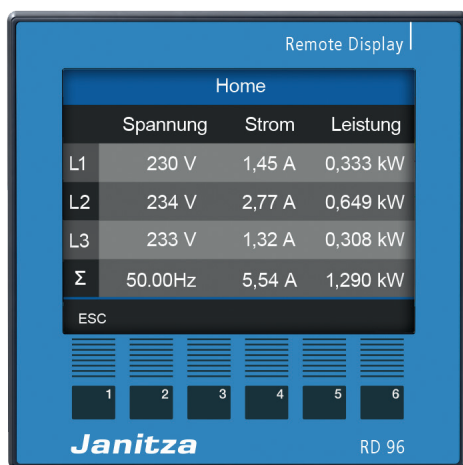 Remote Display
Home
Spannung Strom Leistung
L1 230 V 1,45 A 0,333 kW
L2 234 V 2,77 A 0,649 kW
L3 233 V 1,32 A 0,308 kW
Σ 50.00Hz 5,54 A 1,290 kW
ESC
1 2 3 4 5 6
Janitza RD 96